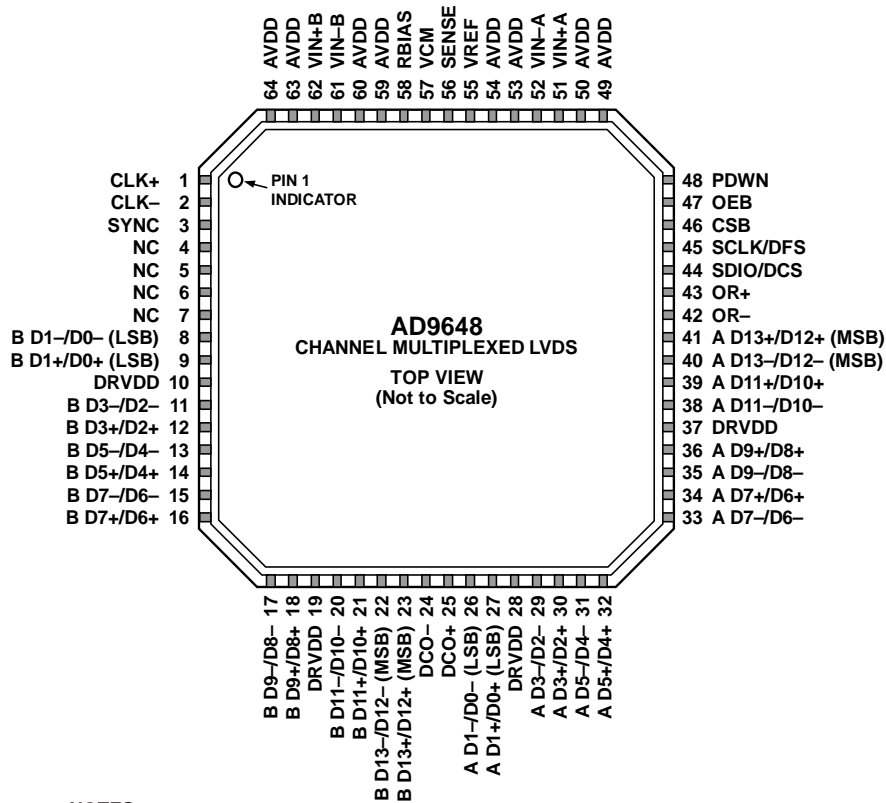 64 AVDD
63 AVDD
62 VIN+B
61 VIN–B
60 AVDD
59 AVDD
58 RBIAS
57 VCM
56 SENSE
55 VREF
54 AVDD
53 AVDD
52 VIN–A
51 VIN+A
50 AVDD
49 AVDD
CLK+ 1
CLK– 2
SYNC 3
NC 4
NC 5
NC 6
NC 7
B D1–/D0– (LSB) 8
B D1+/D0+ (LSB) 9
DRVDD 10
B D3–/D2– 11
B D3+/D2+ 12
B D5–/D4– 13
B D5+/D4+ 14
B D7–/D6– 15
B D7+/D6+ 16
PIN 1
INDICATOR
AD9648
CHANNEL MULTIPLEXED LVDS
TOP VIEW
(Not to Scale)
48 PDWN
47 OEB
46 CSB
45 SCLK/DFS
44 SDIO/DCS
43 OR+
42 OR–
41 A D13+/D12+ (MSB)
40 A D13–/D12– (MSB)
39 A D11+/D10+
38 A D11–/D10–
37 DRVDD
36 A D9+/D8+
35 A D9–/D8–
34 A D7+/D6+
33 A D7–/D6–
B D9–/D8– 17
B D9+/D8+ 18
DRVDD 19
B D11–/D10– 20
B D11+/D10+ 21
B D13–/D12– (MSB) 22
B D13+/D12+ (MSB) 23
DCO– 24
DCO+ 25
A D1–/D0– (LSB) 26
A D1+/D0+ (LSB) 27
DRVDD 28
A D3–/D2– 29
A D3+/D2+ 30
A D5–/D4– 31
A D5+/D4+ 32